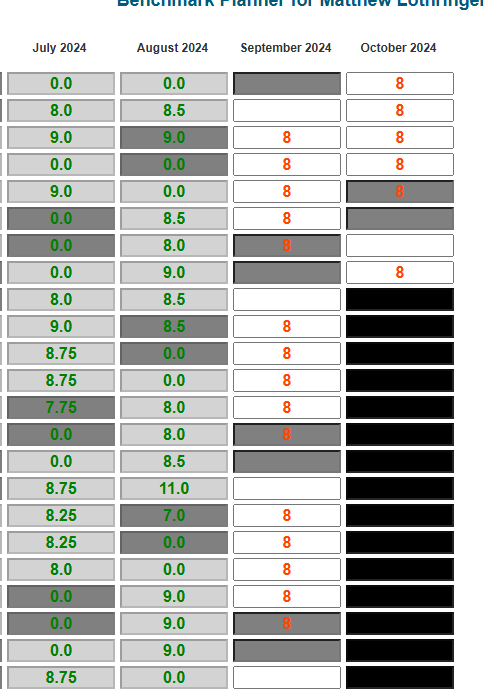 Benchmark Planner for Matthew Lothringer
July 2024 August 2024 September 2024 October 2024
0.0 0.0 8
8.0 8.5 8
9.0 9.0 8 8
0.0 0.0 8 8
9.0 0.0 8 8
0.0 8.5 8
0.0 8.0 8
0.0 9.0 8
8.0 8.5
9.0 8.5 8
8.75 0.0 8
8.75 0.0 8
7.75 8.0 8
0.0 8.0 8
0.0 8.5
8.75 11.0
8.25 7.0 8
8.25 0.0 8
8.0 0.0 8
0.0 9.0 8
0.0 9.0 8
0.0 9.0
8.75 0.0